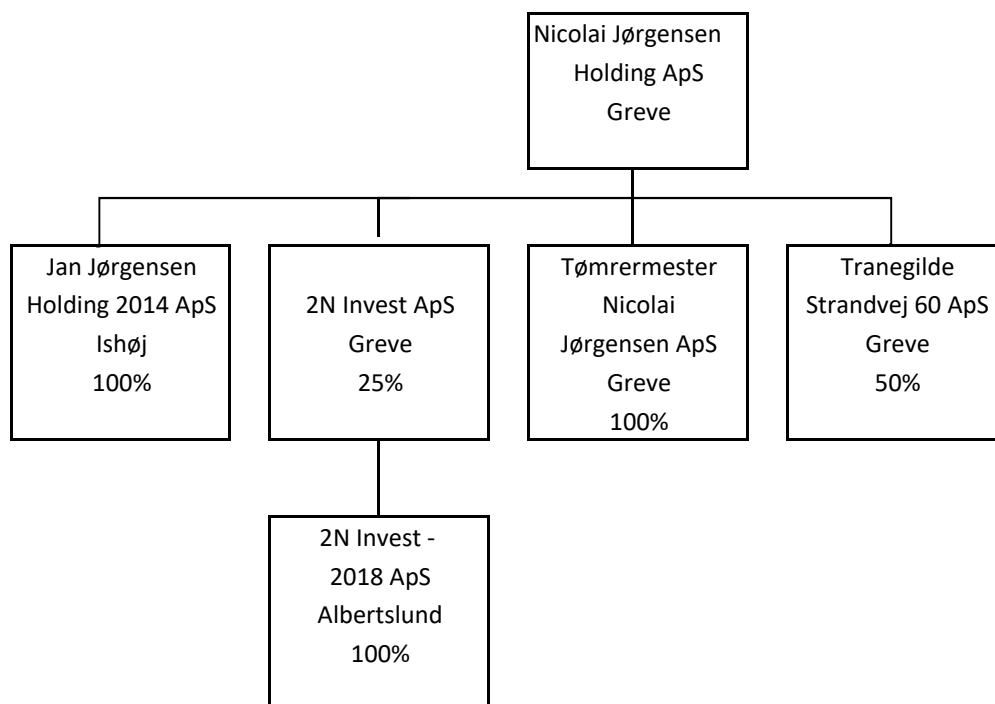 Nicolai Jørgensen
Holding ApS
Greve
Jan Jørgensen
Holding 2014 ApS
Ishøj
100%
2N Invest ApS
Greve
25%
Tømrermester
Nicolai
Jørgensen ApS
Greve
100%
Tranegilde
Strandvej 60 ApS
Greve
50%
2N Invest -
2018 ApS
Albertslund
100%